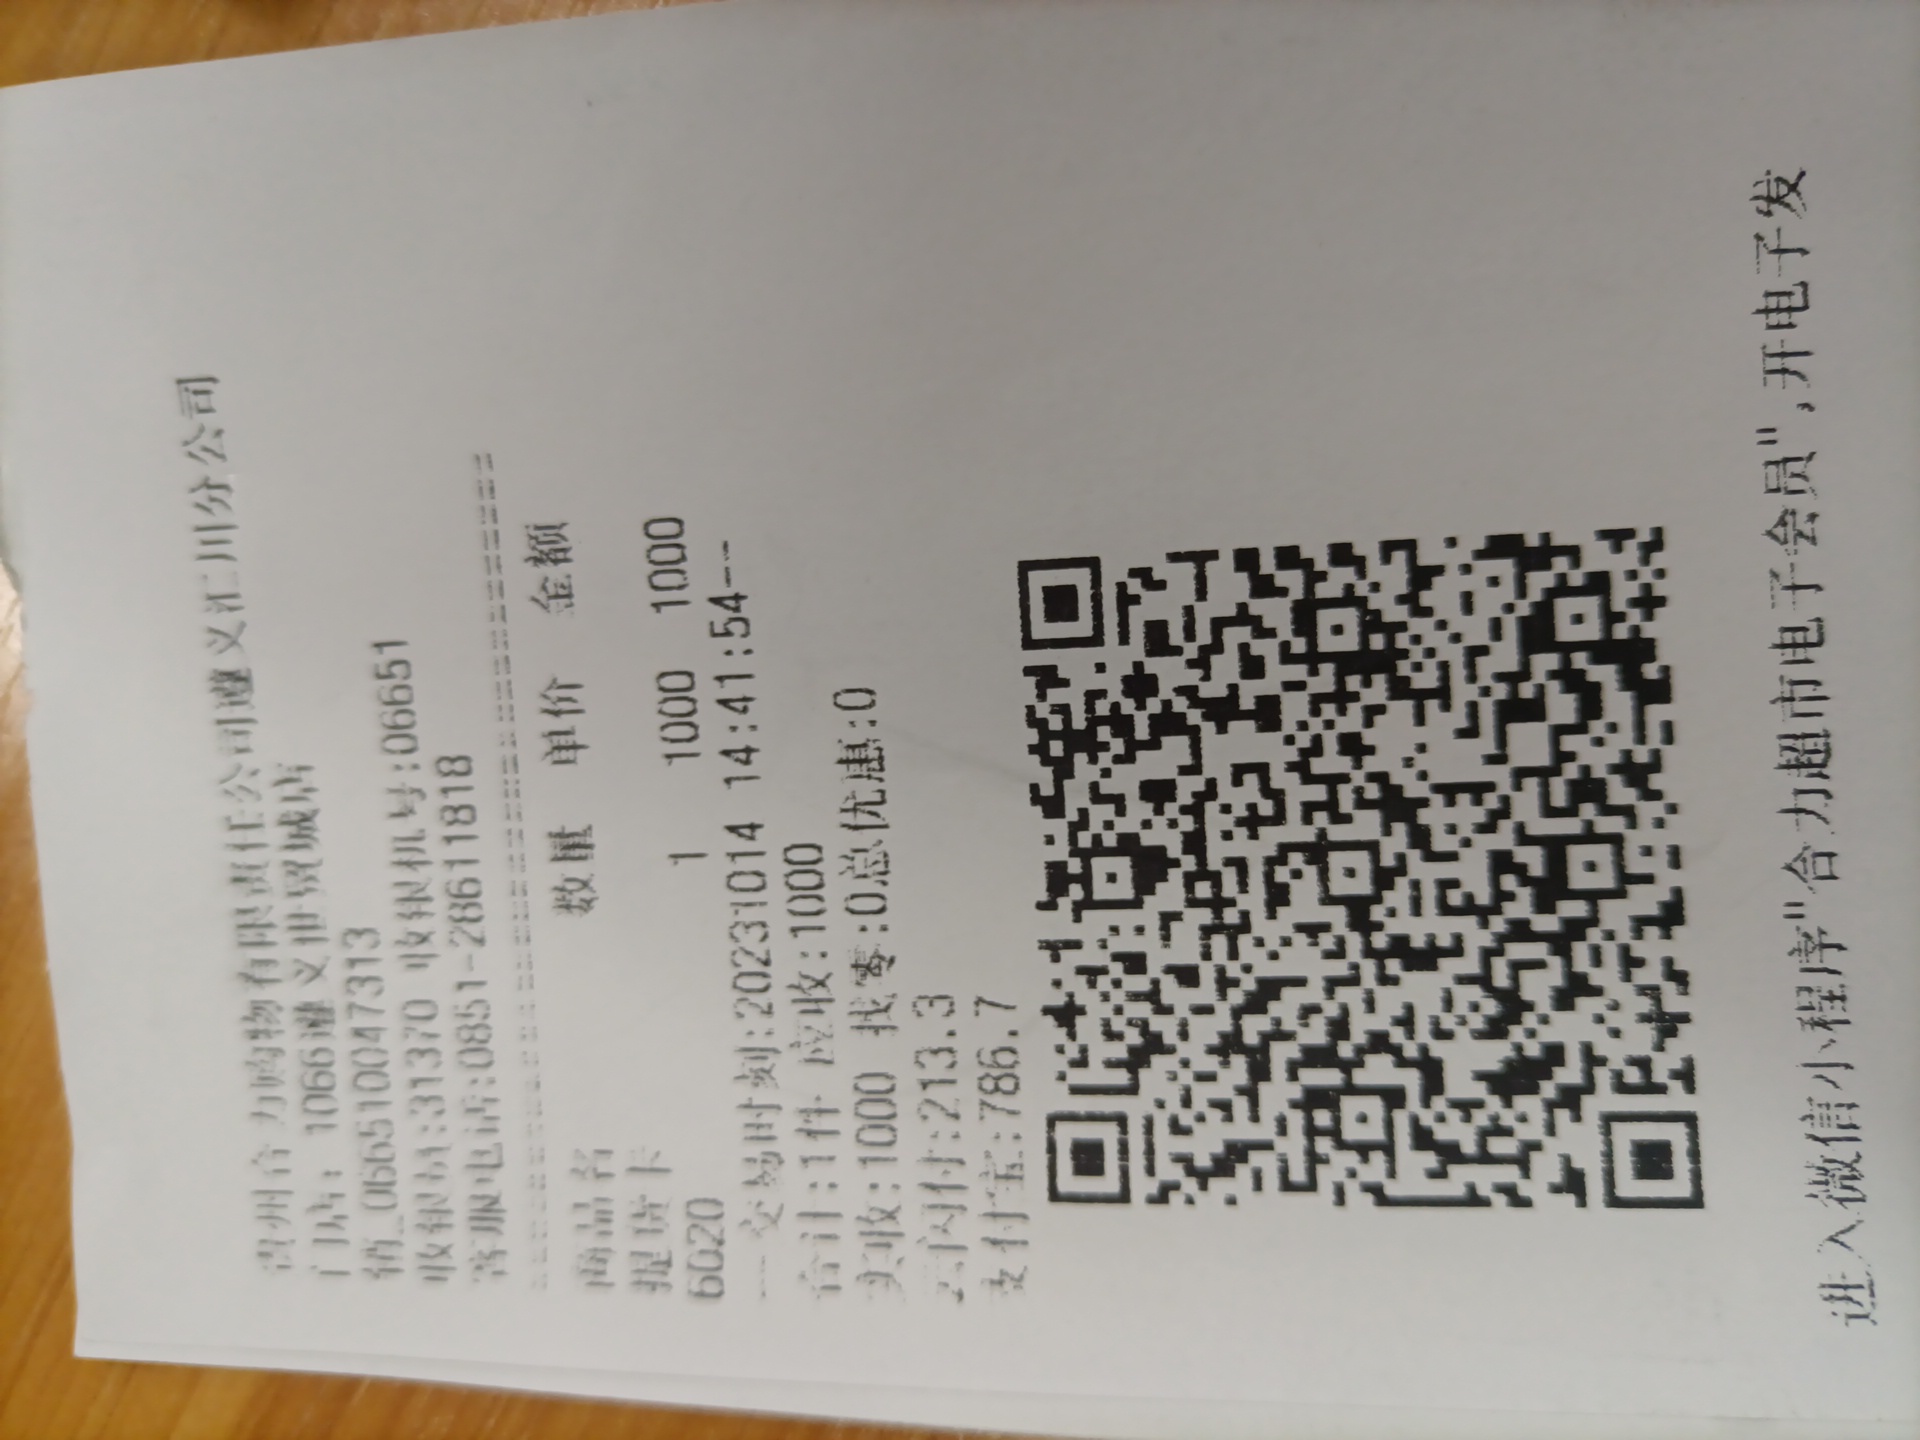 贵州合力购物有限责任公司遵义汇川分公司
门店: 1066遵义世贸城店
销_0665100473313
收银员:31370 收银机号:06651
客服电话:0851-28611818
================================
商品名 数量 单价 金额
提货卡
6020 1 1000 1000
--交易时刻:20231014 14:41:54--
合计:1件 应收:1000
实收:1000 找零:0总优惠:0
云闪付:213.3
支付宝:786.7
进入微信小程序"合力超市电子会员",开电子发